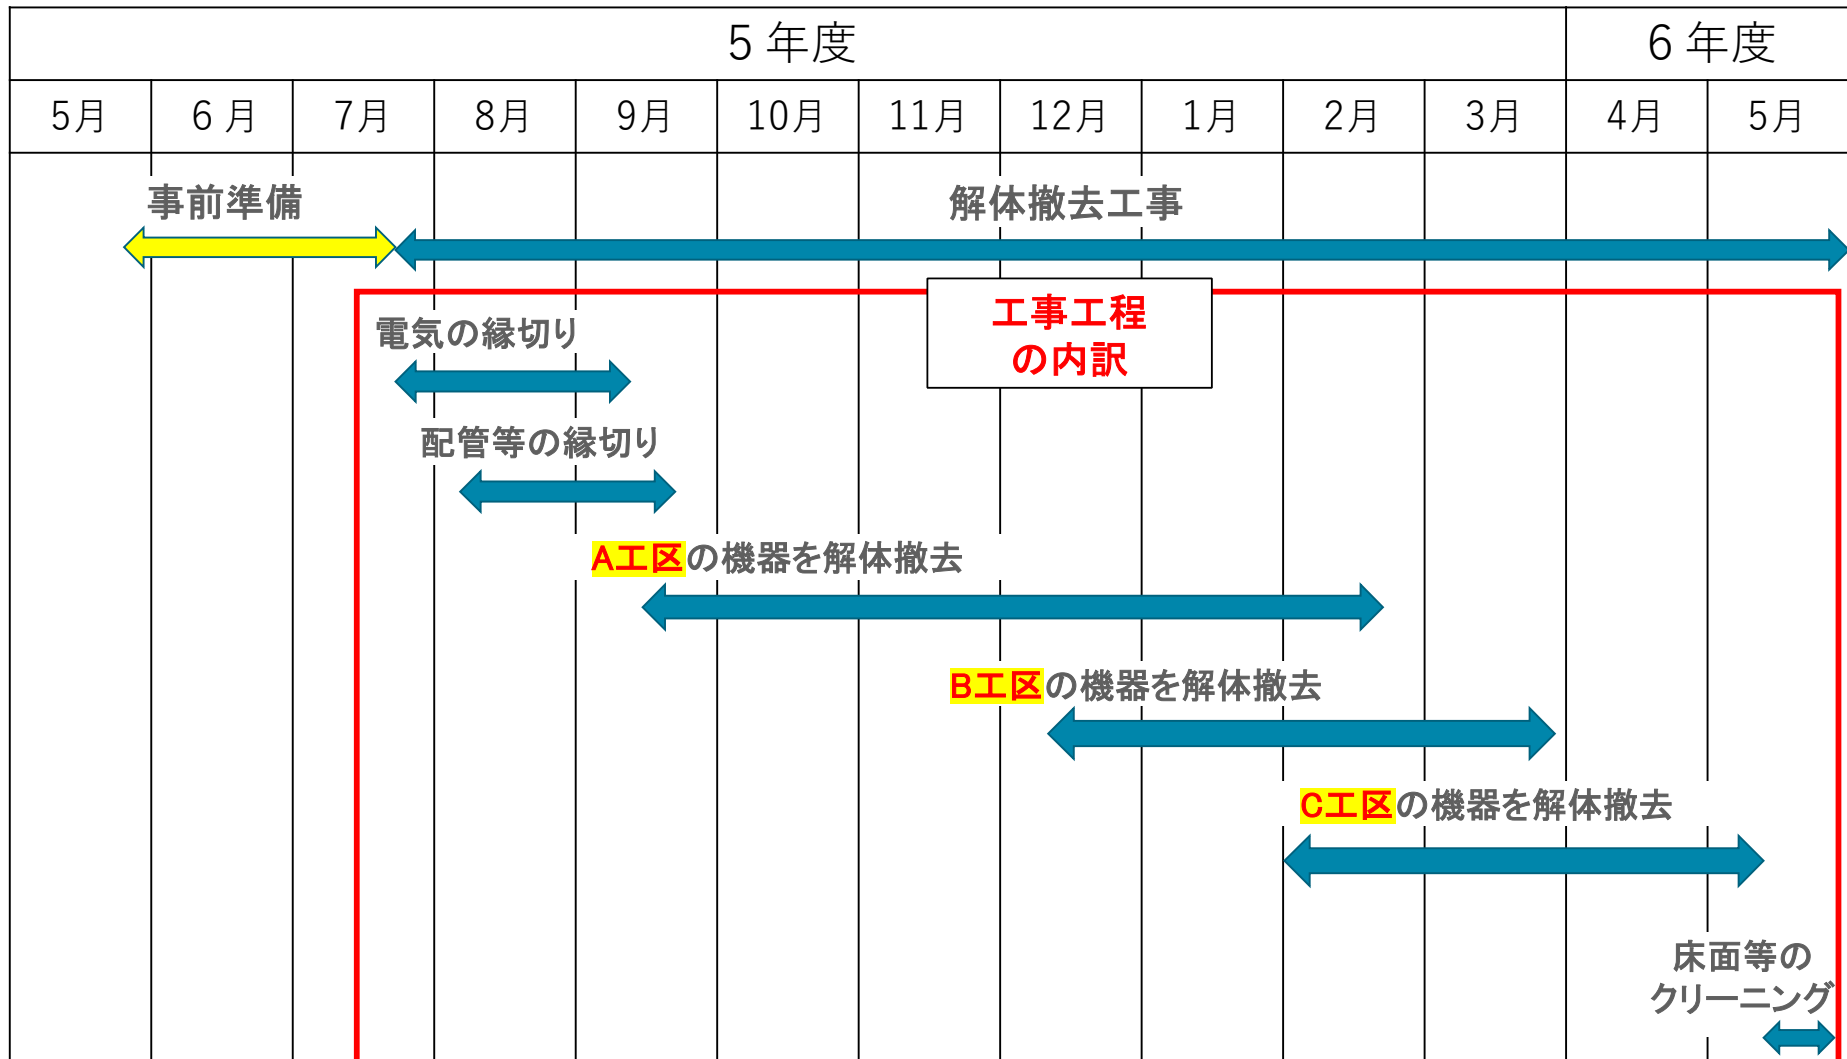 5年度
6年度
5月
6月
7月
8月
9月
10月
11月
12月
1月
2月
3月
4月
5月
事前準備
解体撤去工事
工事工程
の内訳
電気の縁切り
配管等の縁切り
A工区の機器を解体撤去
B工区の機器を解体撤去
C工区の機器を解体撤去
床面等の
クリーニング